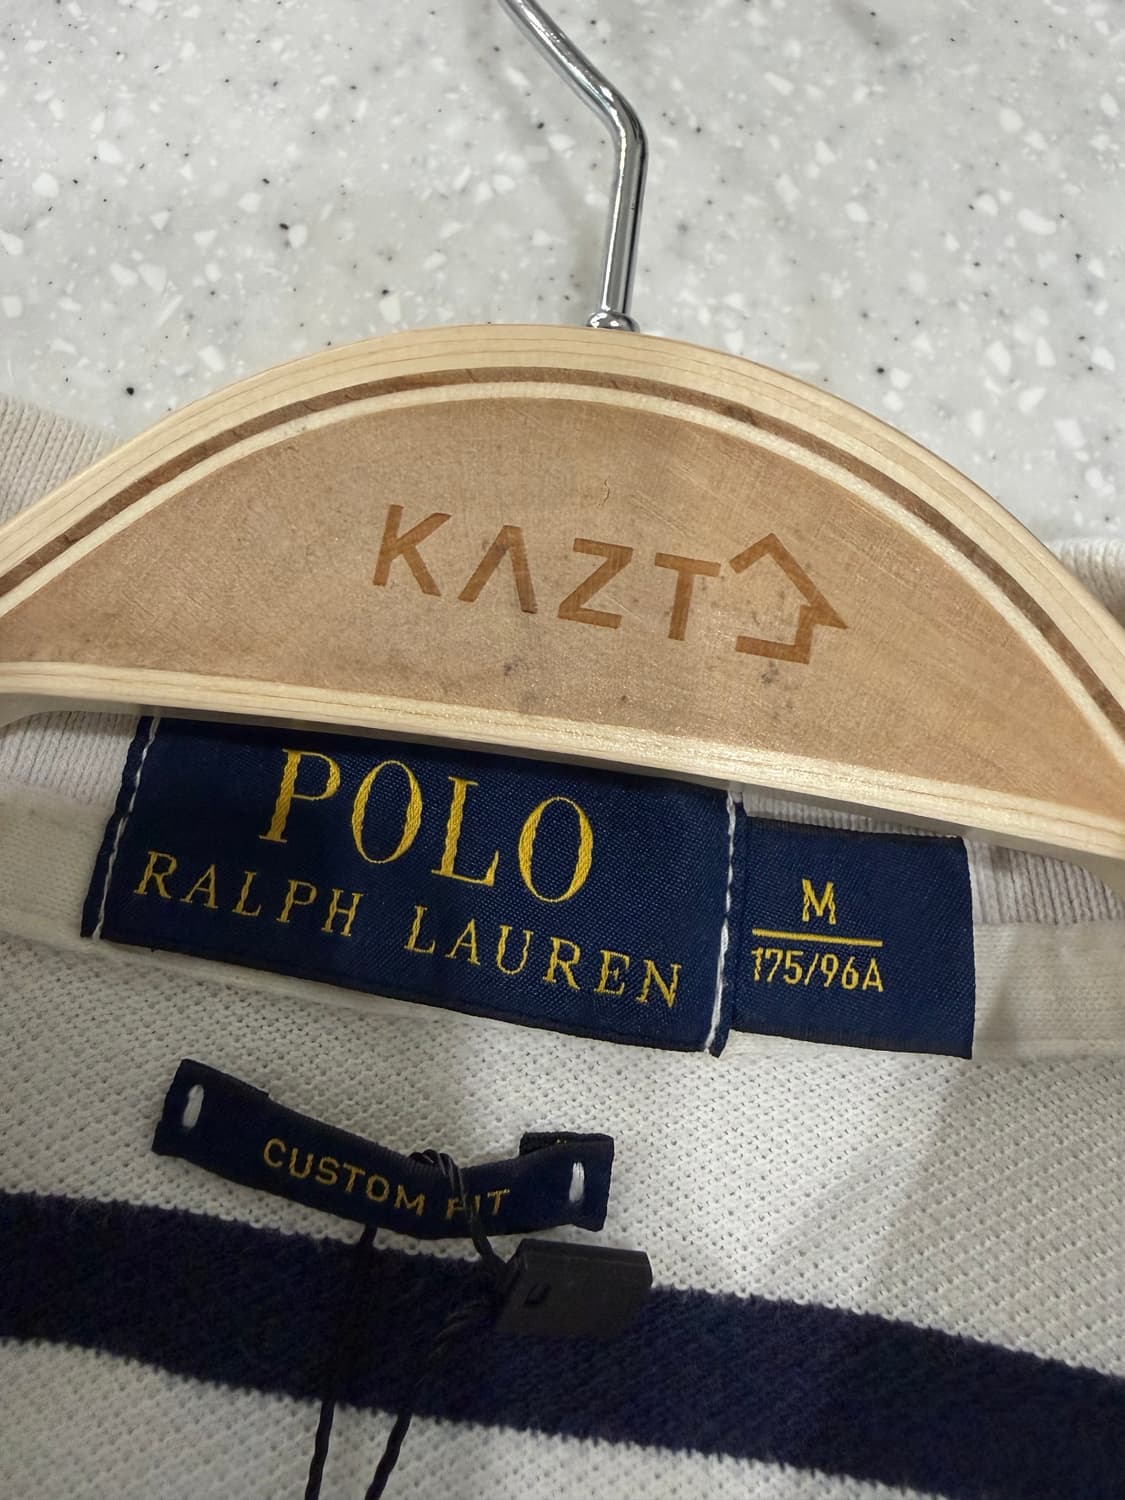 KAZT
POLO
RALPH LAUREN
M
175/96A
CUSTOM FIT